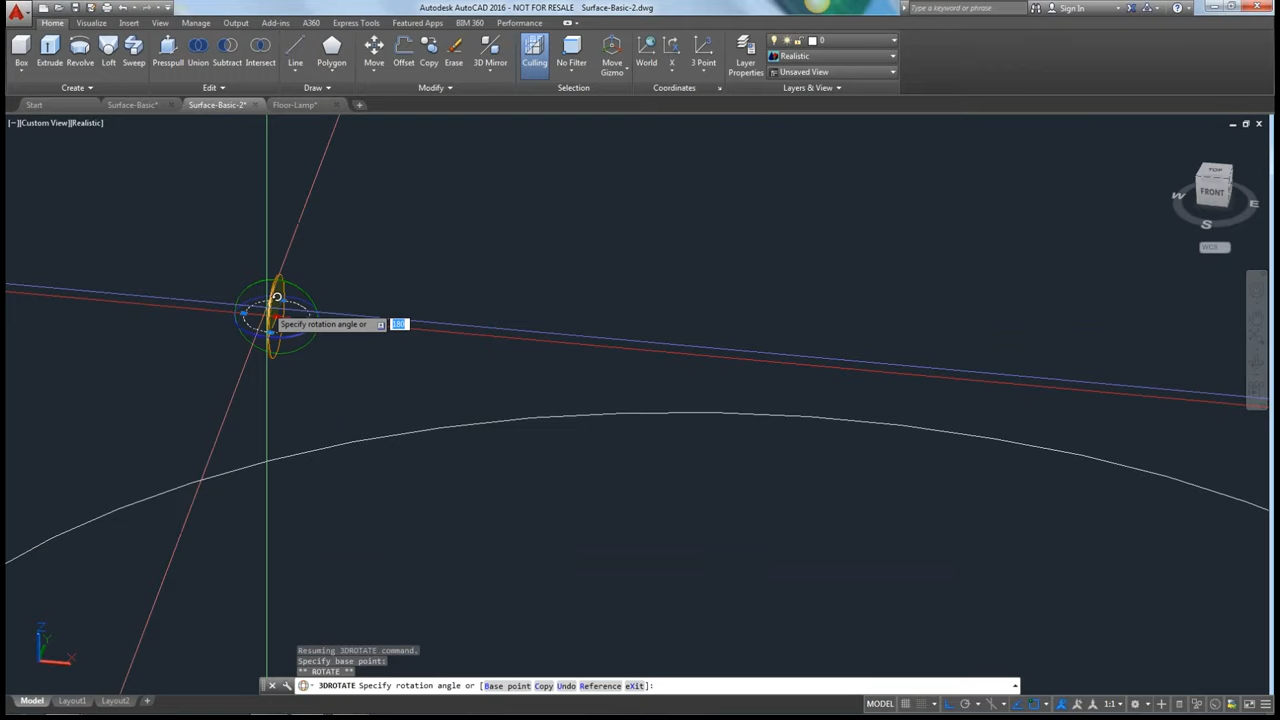 Autodesk AutoCAD 2016 - NOT FOR RESALE   Surface-Basic-2.dwg
Type a keyword or phrase
Sign In
Home Visualize Insert View Manage Output Add-ins A360 Express Tools Featured Apps BIM 360 Performance
Box Extrude Revolve Loft Sweep Presspull Union Subtract Intersect Line Polygon Move Offset Copy Erase 3D Mirror Culling No Filter Move Gizmo World X 3 Point Layer Properties
0
Realistic
Unsaved View
Create Edit Draw Modify Selection Coordinates Layers & View
Start Surface-Basic* Surface-Basic-2* Floor-Lamp*
[−][Custom View][Realistic]
TOP
FRONT
W E
S
WCS
Specify rotation angle or 180
Z
Y
X
Resuming 3DROTATE command.
Specify base point:
** ROTATE **
3DROTATE Specify rotation angle or [Base point Copy Undo Reference eXit]:
Model Layout1 Layout2 +
MODEL
1:1